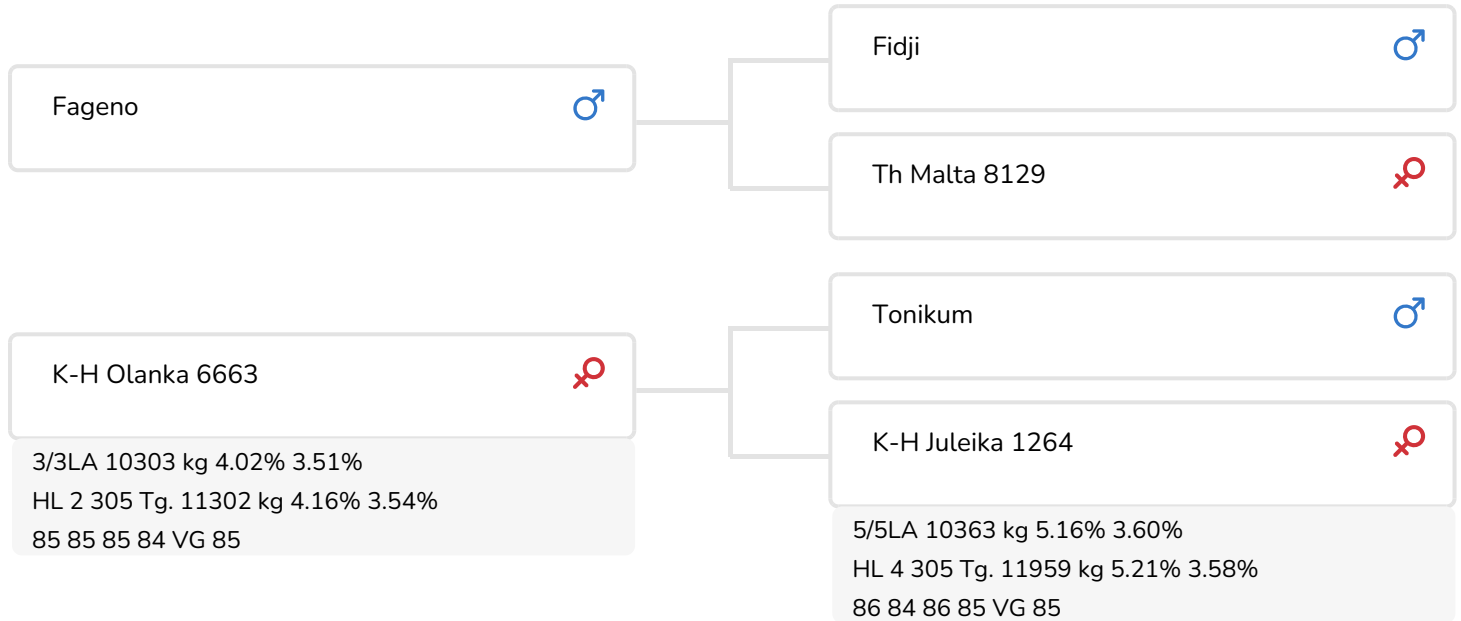 Fageno
K-H Olanka 6663
3/3LA 10303 kg 4.02% 3.51%
HL 2 305 Tg. 11302 kg 4.16% 3.54%
85 85 85 84 VG 85
Fidji
Th Malta 8129
Tonikum
K-H Juleika 1264
5/5LA 10363 kg 5.16% 3.60%
HL 4 305 Tg. 11959 kg 5.21% 3.58%
86 84 86 85 VG 85